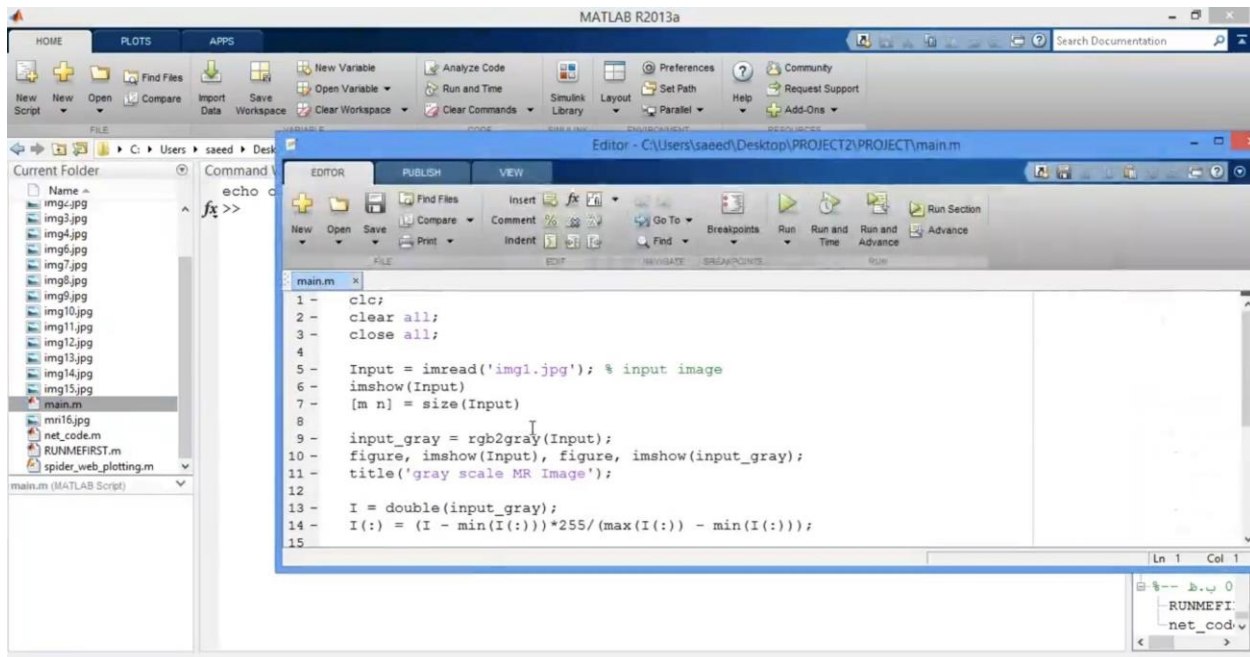 MATLAB R2013a
HOME PLOTS APPS
Search Documentation
New Script
New
Open
Find Files
Compare
Import Data
Save Workspace
New Variable
Open Variable
Clear Workspace
Analyze Code
Run and Time
Clear Commands
Simulink Library
Layout
Preferences
Set Path
Parallel
Help
Community
Request Support
Add-Ons
FILE VARIABLE CODE SIMULINK ENVIRONMENT RESOURCES
C: Users saeed Desk
Current Folder
Name
img2.jpg
img3.jpg
img4.jpg
img6.jpg
img7.jpg
img8.jpg
img9.jpg
img10.jpg
img11.jpg
img12.jpg
img13.jpg
img14.jpg
img15.jpg
main.m
mri16.jpg
net_code.m
RUNMEFIRST.m
spider_web_plotting.m
main.m (MATLAB Script)
Command
echo
fx >>
Editor - C:\Users\saeed\Desktop\PROJECT2\PROJECT\main.m
EDITOR PUBLISH VIEW
New
Open
Save
Find Files
Compare
Print
Insert fx
Comment
Indent
Go To
Find
Breakpoints
Run
Run and Time
Run and Advance
Run Section
Advance
FILE EDIT NAVIGATE BREAKPOINTS RUN
main.m
1 - clc;
2 - clear all;
3 - close all;
4
5 - Input = imread('img1.jpg'); % input image
6 - imshow(Input)
7 - [m n] = size(Input)
8
9 - input_gray = rgb2gray(Input);
10 - figure, imshow(Input), figure, imshow(input_gray);
11 - title('gray scale MR Image');
12
13 - I = double(input_gray);
14 - I(:) = (I - min(I(:)))*255/(max(I(:)) - min(I(:)));
15
Ln 1 Col 1
%-- ب.ظ 0
RUNMEFI
net_cod